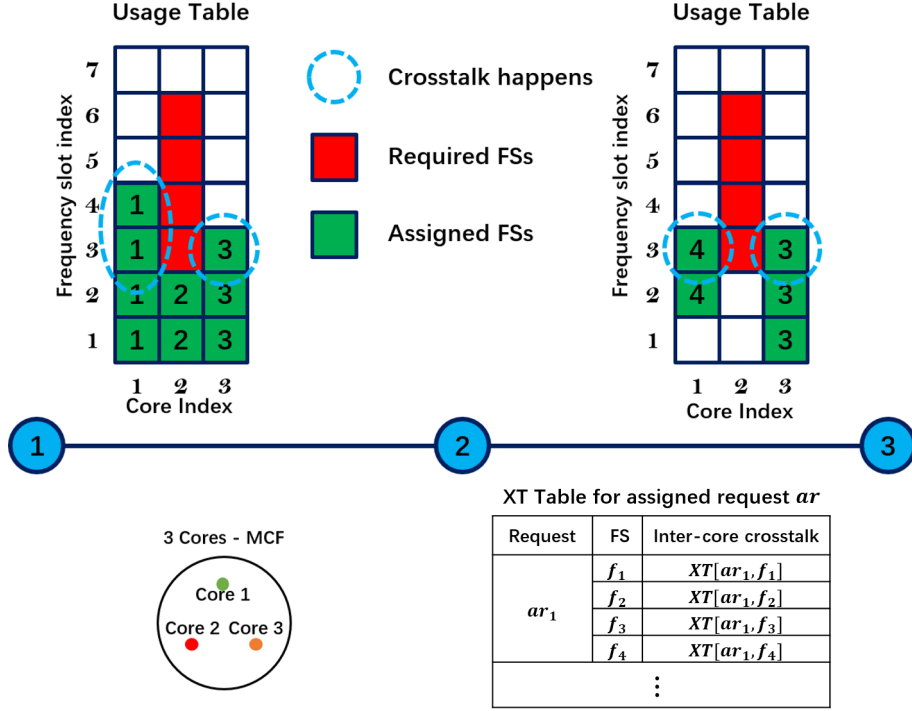 Usage Table
Usage Table
Frequency slot index
7
6
5
4 1
3 1 3
2 1 2 3
1 1 2 3
1 2 3
Core Index
Crosstalk happens
Required FSs
Assigned FSs
Frequency slot index
7
6
5
4
3 4 3
2 4 3
1 3
1 2 3
Core Index
1
2
3
3 Cores - MCF
Core 1
Core 2 Core 3
XT Table for assigned request ar
Request FS Inter-core crosstalk
ar₁
f₁ XT[ar₁,f₁]
f₂ XT[ar₁,f₂]
f₃ XT[ar₁,f₃]
f₄ XT[ar₁,f₄]
⋮